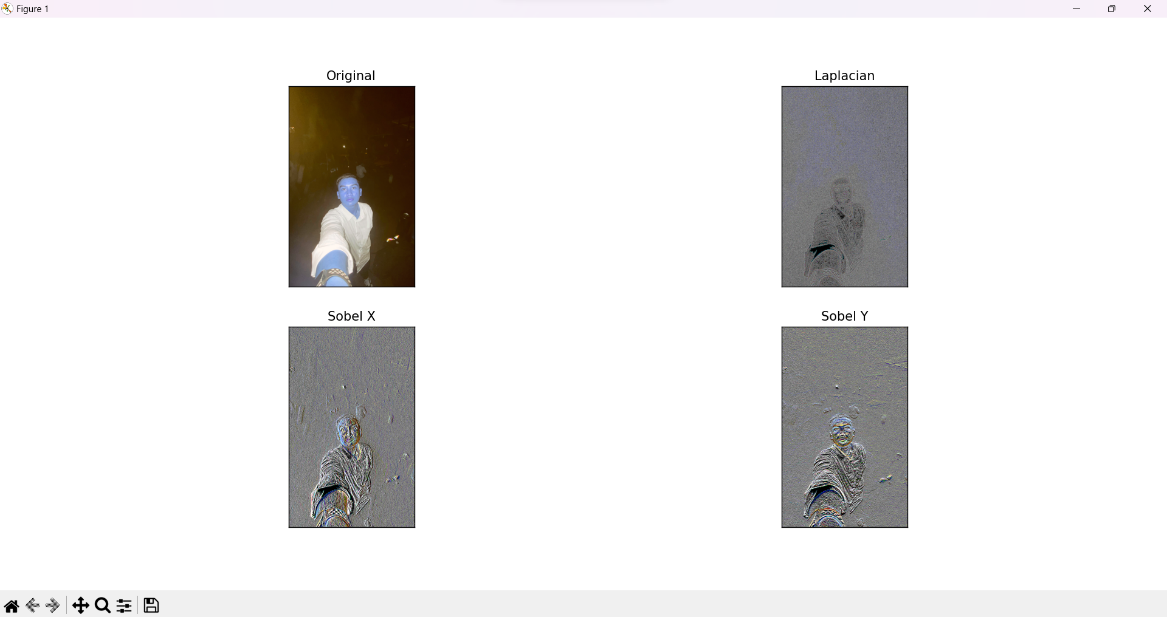 Figure 1
Original
Laplacian
Sobel X
Sobel Y